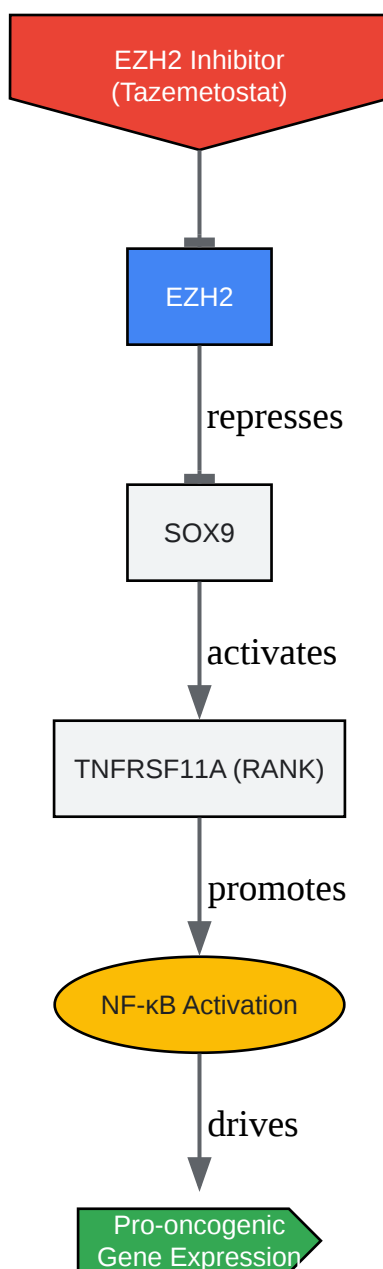 EZH2 Inhibitor
(Tazemetostat)
EZH2
represses
SOX9
activates
TNFRSF11A (RANK)
promotes
NF-κB Activation
drives
Pro-oncogenic
Gene Expression